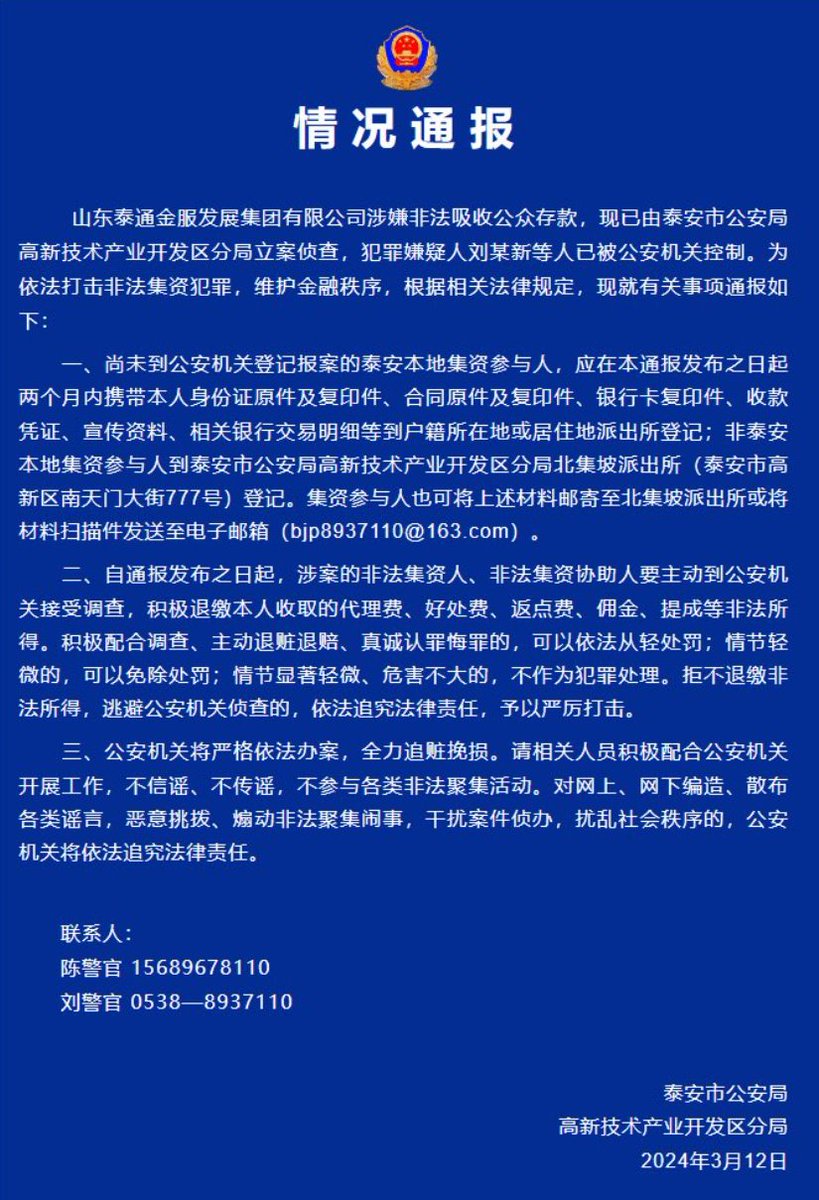 情况通报
山东泰通金服发展集团有限公司涉嫌非法吸收公众存款，现已由泰安市公安局
高新技术产业开发区分局立案侦查，犯罪嫌疑人刘某新等人已被公安机关控制。为
依法打击非法集资犯罪，维护金融秩序，根据相关法律规定，现就有关事项通报如
下：
一、尚未到公安机关登记报案的泰安本地集资参与人，应在本通报发布之日起
两个月内携带本人身份证原件及复印件、合同原件及复印件、银行卡复印件、收款
凭证、宣传资料、相关银行交易明细等到户籍所在地或居住地派出所登记；非泰安
本地集资参与人到泰安市公安局高新技术产业开发区分局北集坡派出所（泰安市高
新区南天门大街777号）登记。集资参与人也可将上述材料邮寄至北集坡派出所或将
材料扫描件发送至电子邮箱（bjp8937110@163.com）。
二、自通报发布之日起，涉案的非法集资人、非法集资协助人要主动到公安机
关接受调查，积极退缴本人收取的代理费、好处费、返点费、佣金、提成等非法所
得。积极配合调查、主动退赃退赔、真诚认罪悔罪的，可以依法从轻处罚；情节轻
微的，可以免除处罚；情节显著轻微、危害不大的，不作为犯罪处理。拒不退缴非
法所得，逃避公安机关侦查的，依法追究法律责任，予以严厉打击。
三、公安机关将严格依法办案，全力追赃挽损。请相关人员积极配合公安机关
开展工作，不信谣、不传谣，不参与各类非法聚集活动。对网上、网下编造、散布
各类谣言，恶意挑拨、煽动非法聚集闹事，干扰案件侦办，扰乱社会秩序的，公安
机关将依法追究法律责任。
联系人：
陈警官 15689678110
刘警官 0538—8937110
泰安市公安局
高新技术产业开发区分局
2024年3月12日